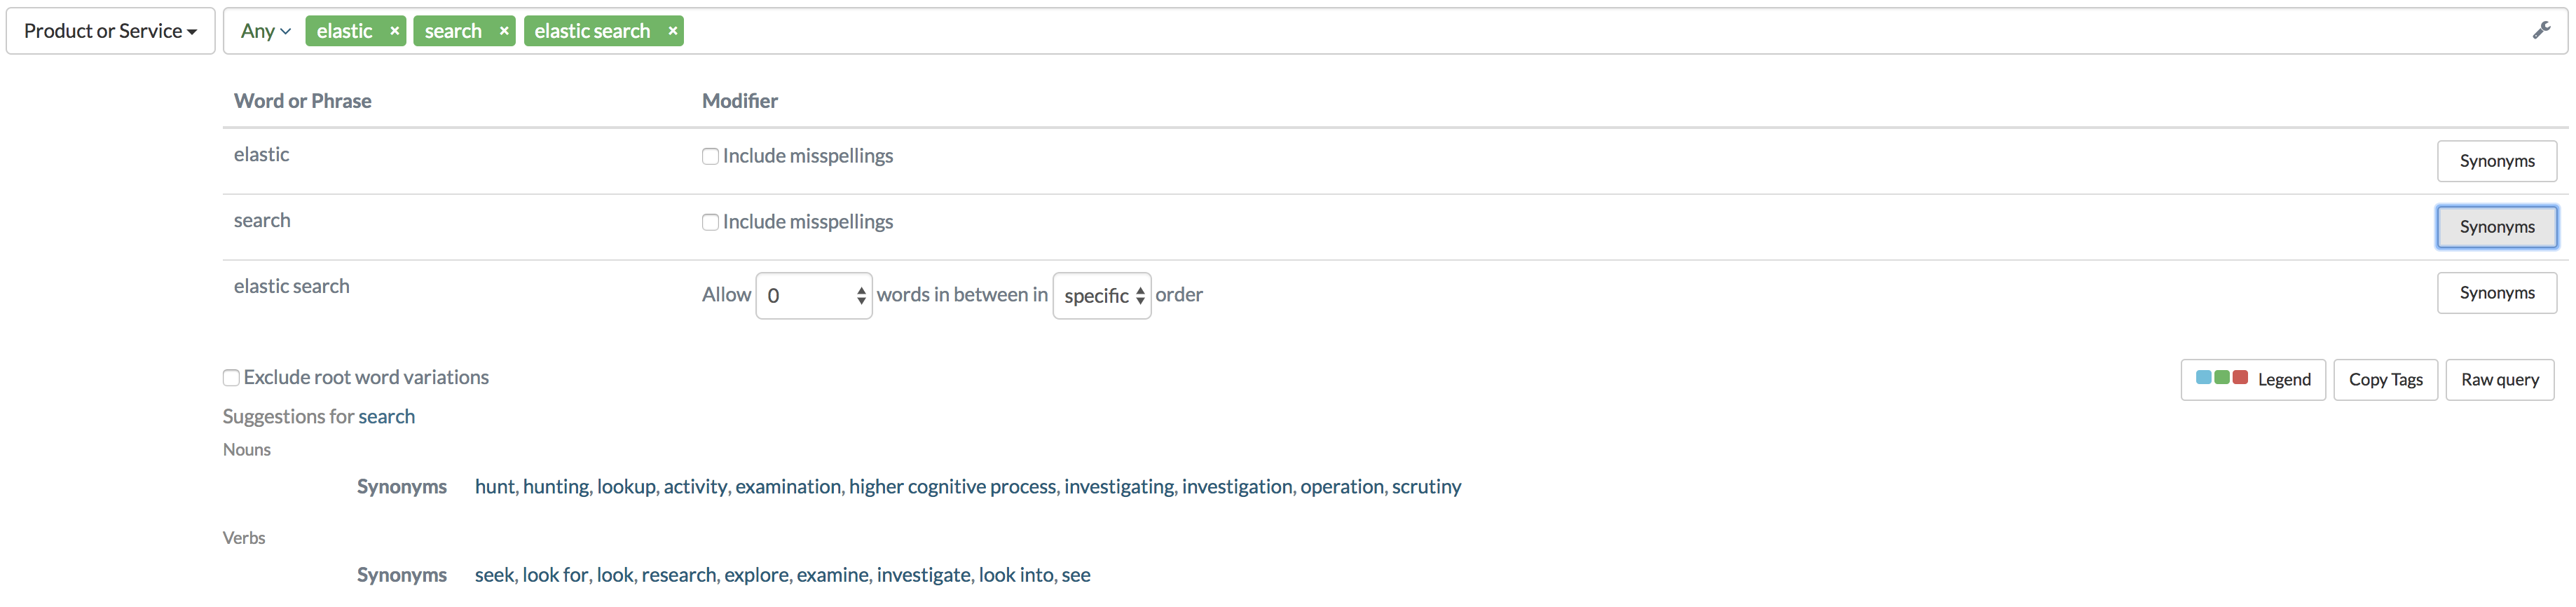 Product or Service Any elastic × search × elastic search ×
Word or Phrase Modifier
elastic Include misspellings Synonyms
search Include misspellings Synonyms
elastic search Allow 0 words in between in specific order Synonyms
Exclude root word variations Legend Copy Tags Raw query
Suggestions for search
Nouns
Synonyms hunt, hunting, lookup, activity, examination, higher cognitive process, investigating, investigation, operation, scrutiny
Verbs
Synonyms seek, look for, look, research, explore, examine, investigate, look into, see